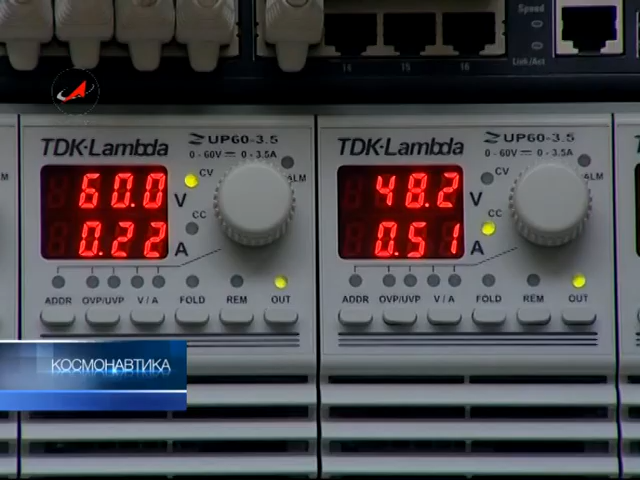 Speed
14 15 16 Link/Act
TDK-Lambda ZUP60-3.5
0-60V 0-3.5A
60.0 V CV ALM
0.22 A CC
ADDR OVP/UVP V/A FOLD REM OUT
TDK-Lambda ZUP60-3.5
0-60V 0-3.5A
48.2 V CV ALM
0.51 A CC
ADDR OVP/UVP V/A FOLD REM OUT
M
T
КОСМОНАВТИКА